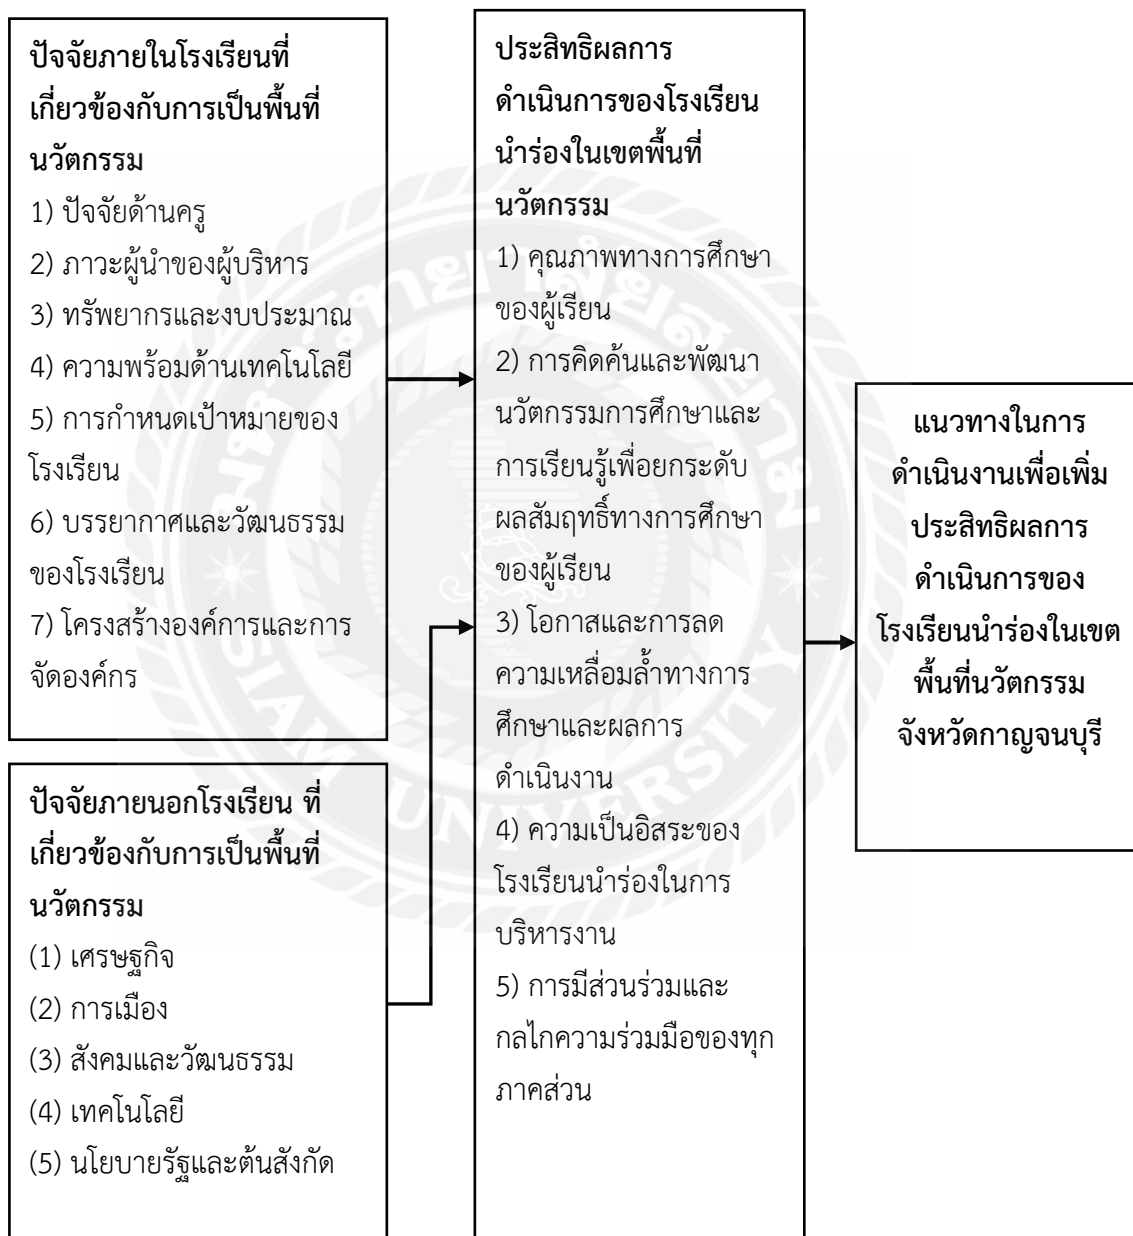 ปัจจัยภายในโรงเรียนที่
เกี่ยวข้องกับการเป็นพื้นที่
นวัตกรรม
1) ปัจจัยด้านครู
2) ภาวะผู้นำของผู้บริหาร
3) ทรัพยากรและงบประมาณ
4) ความพร้อมด้านเทคโนโลยี
5) การกำหนดเป้าหมายของ
โรงเรียน
6) บรรยากาศและวัฒนธรรม
ของโรงเรียน
7) โครงสร้างองค์การและการ
จัดองค์กร
ปัจจัยภายนอกโรงเรียน ที่
เกี่ยวข้องกับการเป็นพื้นที่
นวัตกรรม
(1) เศรษฐกิจ
(2) การเมือง
(3) สังคมและวัฒนธรรม
(4) เทคโนโลยี
(5) นโยบายรัฐและต้นสังกัด
ประสิทธิผลการ
ดำเนินการของโรงเรียน
นำร่องในเขตพื้นที่
นวัตกรรม
1) คุณภาพทางการศึกษา
ของผู้เรียน
2) การคิดค้นและพัฒนา
นวัตกรรมการศึกษาและ
การเรียนรู้เพื่อยกระดับ
ผลสัมฤทธิ์ทางการศึกษา
ของผู้เรียน
3) โอกาสและการลด
ความเหลื่อมล้ำทางการ
ศึกษาและผลการ
ดำเนินงาน
4) ความเป็นอิสระของ
โรงเรียนนำร่องในการ
บริหารงาน
5) การมีส่วนร่วมและ
กลไกความร่วมมือของทุก
ภาคส่วน
แนวทางในการ
ดำเนินงานเพื่อเพิ่ม
ประสิทธิผลการ
ดำเนินการของ
โรงเรียนนำร่องในเขต
พื้นที่นวัตกรรม
จังหวัดกาญจนบุรี
มหาวิทยาลัยสยาม
SIAM UNIVERSITY